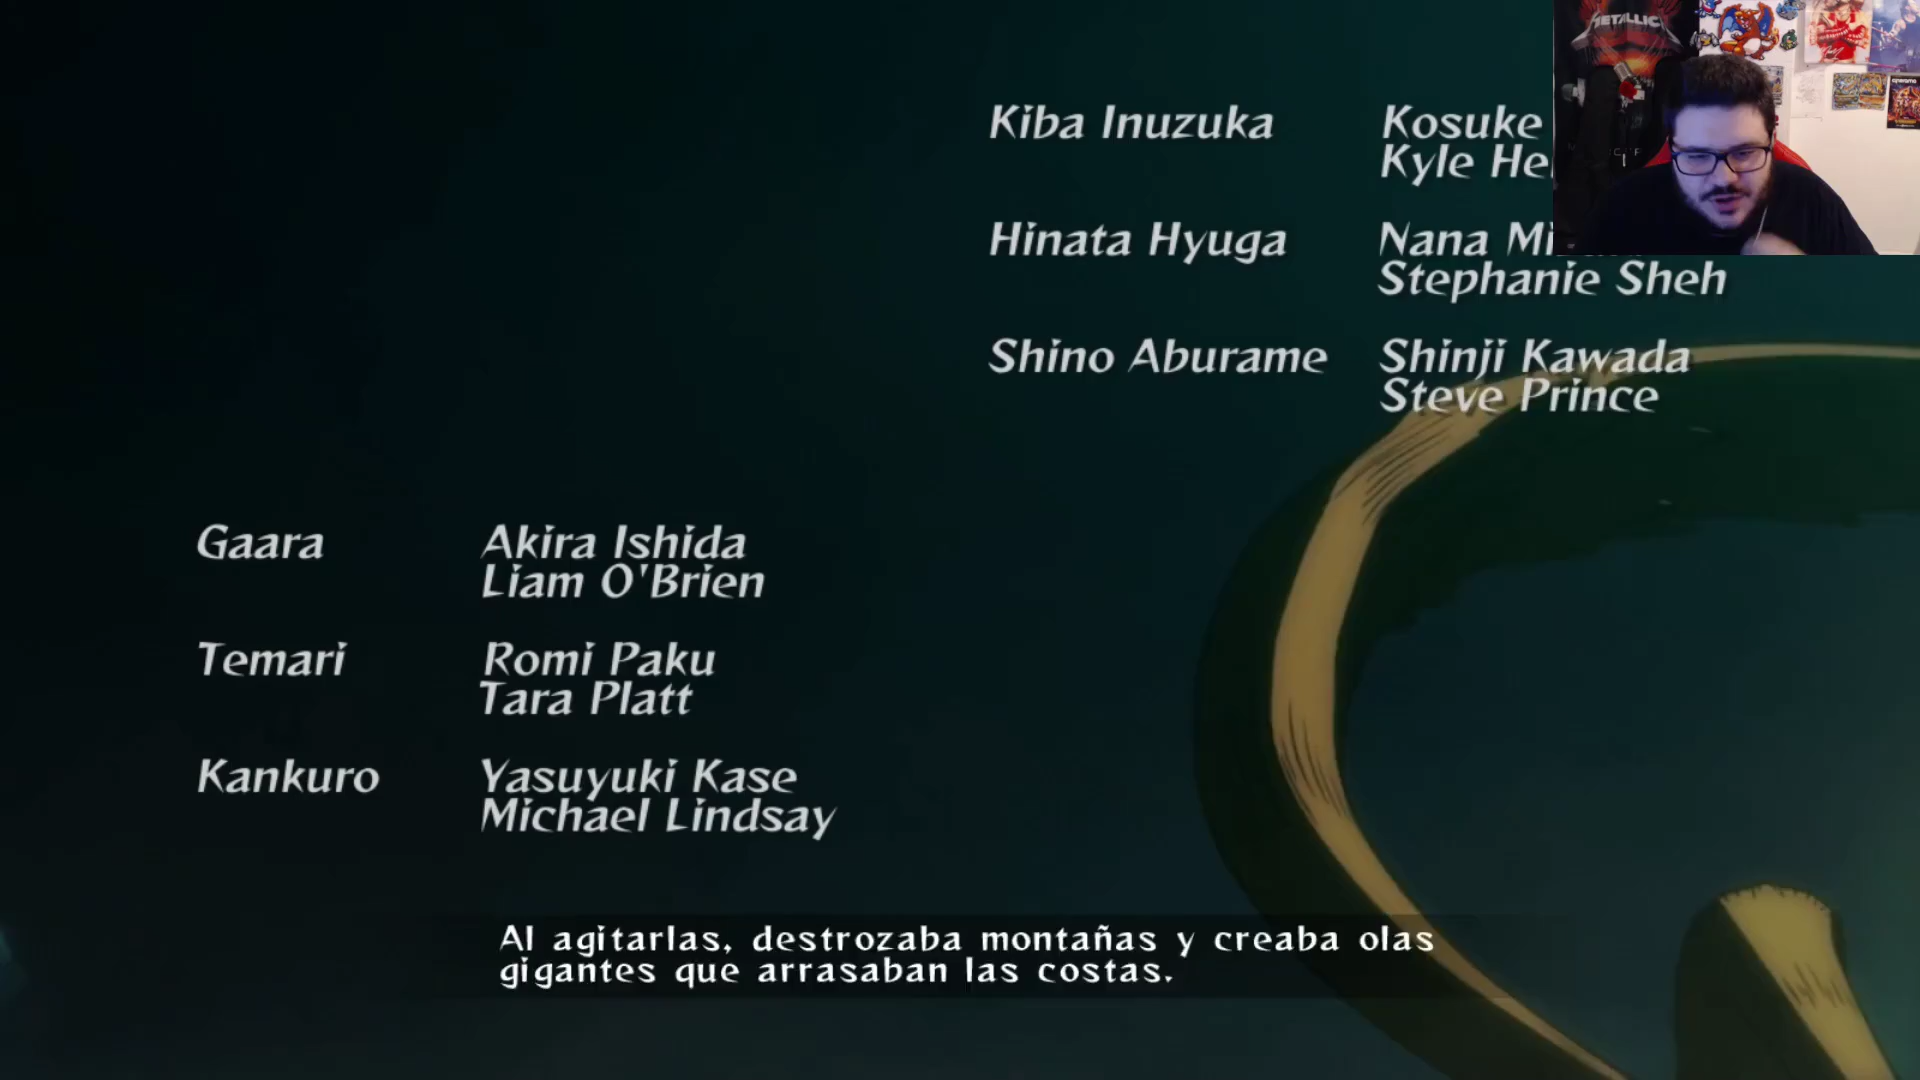 METALLICA
Kiba Inuzuka Kosuke
Kyle
Hinata Hyuga Nana
Stephanie Sheh
Shino Aburame Shinji Kawada
Steve Prince
Gaara Akira Ishida
Liam O'Brien
Temari Romi Paku
Tara Platt
Kankuro Yasuyuki Kase
Michael Lindsay
Al agitarlas, destrozaba montañas y creaba olas
gigantes que arrasaban las costas.